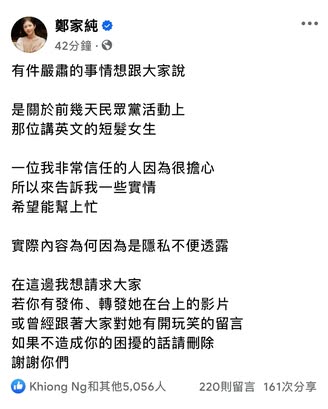 鄭家純
42分鐘·
有件嚴肅的事情想跟大家說
是關於前幾天民眾黨活動上
那位講英文的短髮女生
一位我非常信任的人因為很擔心
所以來告訴我一些實情
希望能幫上忙
實際內容為何因為是隱私不便透露
在這邊我想請求大家
若你有發佈、轉發她在台上的影片
或曾經跟著大家對她有開玩笑的留言
如果不造成你的困擾的話請刪除
謝謝你們
Khiong Ng和其他5,056人 220則留言 161次分享